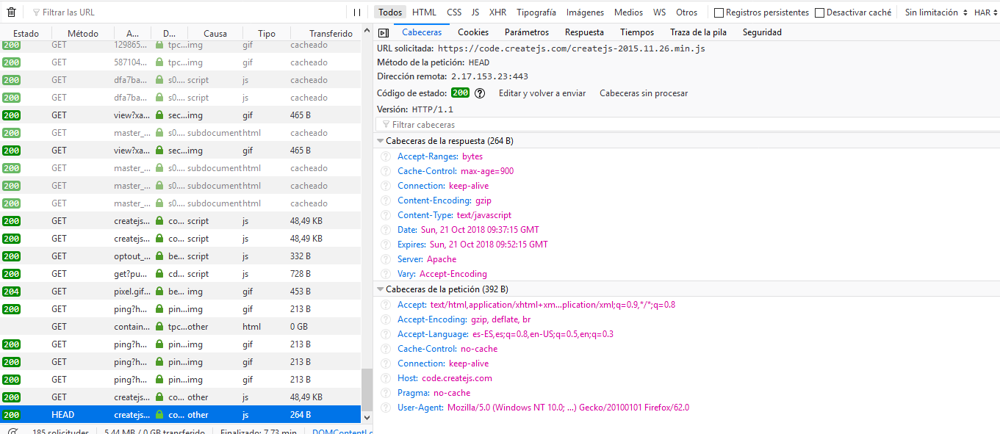 Filtrar las URL
Todos HTML CSS JS XHR Tipografía Imágenes Medios WS Otros Registros persistentes Desactivar caché Sin limitación HAR
Estado Método A... D... Causa Tipo Transferido
200 GET 129865... tpc...img gif cacheado
200 GET 587104... tpc...img gif cacheado
200 GET dfa7ba... s0.... script js cacheado
200 GET dfa7ba... s0.... script js cacheado
200 GET view?xa... sec...img gif 465 B
200 GET master_... s0.... subdocument html cacheado
200 GET view?xa... sec...img gif 465 B
200 GET master_... s0.... subdocument html cacheado
200 GET master_... s0.... subdocument html cacheado
200 GET master_... s0.... subdocument html cacheado
200 GET createjs... co... script js 48,49 KB
200 GET createjs... co... script js 48,49 KB
200 GET optout_... be... script js 332 B
200 GET get?pu... cd... script js 728 B
204 GET pixel.gif... be... img gif 453 B
200 GET ping?h... pin...img gif 213 B
GET contain... tpc...other html 0 GB
200 GET ping?h... pin...img gif 213 B
200 GET ping?h... pin...img gif 213 B
200 GET ping?h... pin...img gif 213 B
200 GET createjs... co... other js 48,49 KB
200 HEAD createjs... co... other js 264 B
185 solicitudes 5,44 MB / 0 GB transferido Finalizado: 7,73 min
Cabeceras Cookies Parámetros Respuesta Tiempos Traza de la pila Seguridad
URL solicitada: https://code.createjs.com/createjs-2015.11.26.min.js
Método de la petición: HEAD
Dirección remota: 2.17.153.23:443
Código de estado: 200 Editar y volver a enviar Cabeceras sin procesar
Versión: HTTP/1.1
Filtrar cabeceras
Cabeceras de la respuesta (264 B)
Accept-Ranges: bytes
Cache-Control: max-age=900
Connection: keep-alive
Content-Encoding: gzip
Content-Type: text/javascript
Date: Sun, 21 Oct 2018 09:37:15 GMT
Expires: Sun, 21 Oct 2018 09:52:15 GMT
Server: Apache
Vary: Accept-Encoding
Cabeceras de la petición (392 B)
Accept: text/html,application/xhtml+xm...plication/xml;q=0.9,*/*;q=0.8
Accept-Encoding: gzip, deflate, br
Accept-Language: es-ES,es;q=0.8,en-US;q=0.5,en;q=0.3
Cache-Control: no-cache
Connection: keep-alive
Host: code.createjs.com
Pragma: no-cache
User-Agent: Mozilla/5.0 (Windows NT 10.0; ...) Gecko/20100101 Firefox/62.0